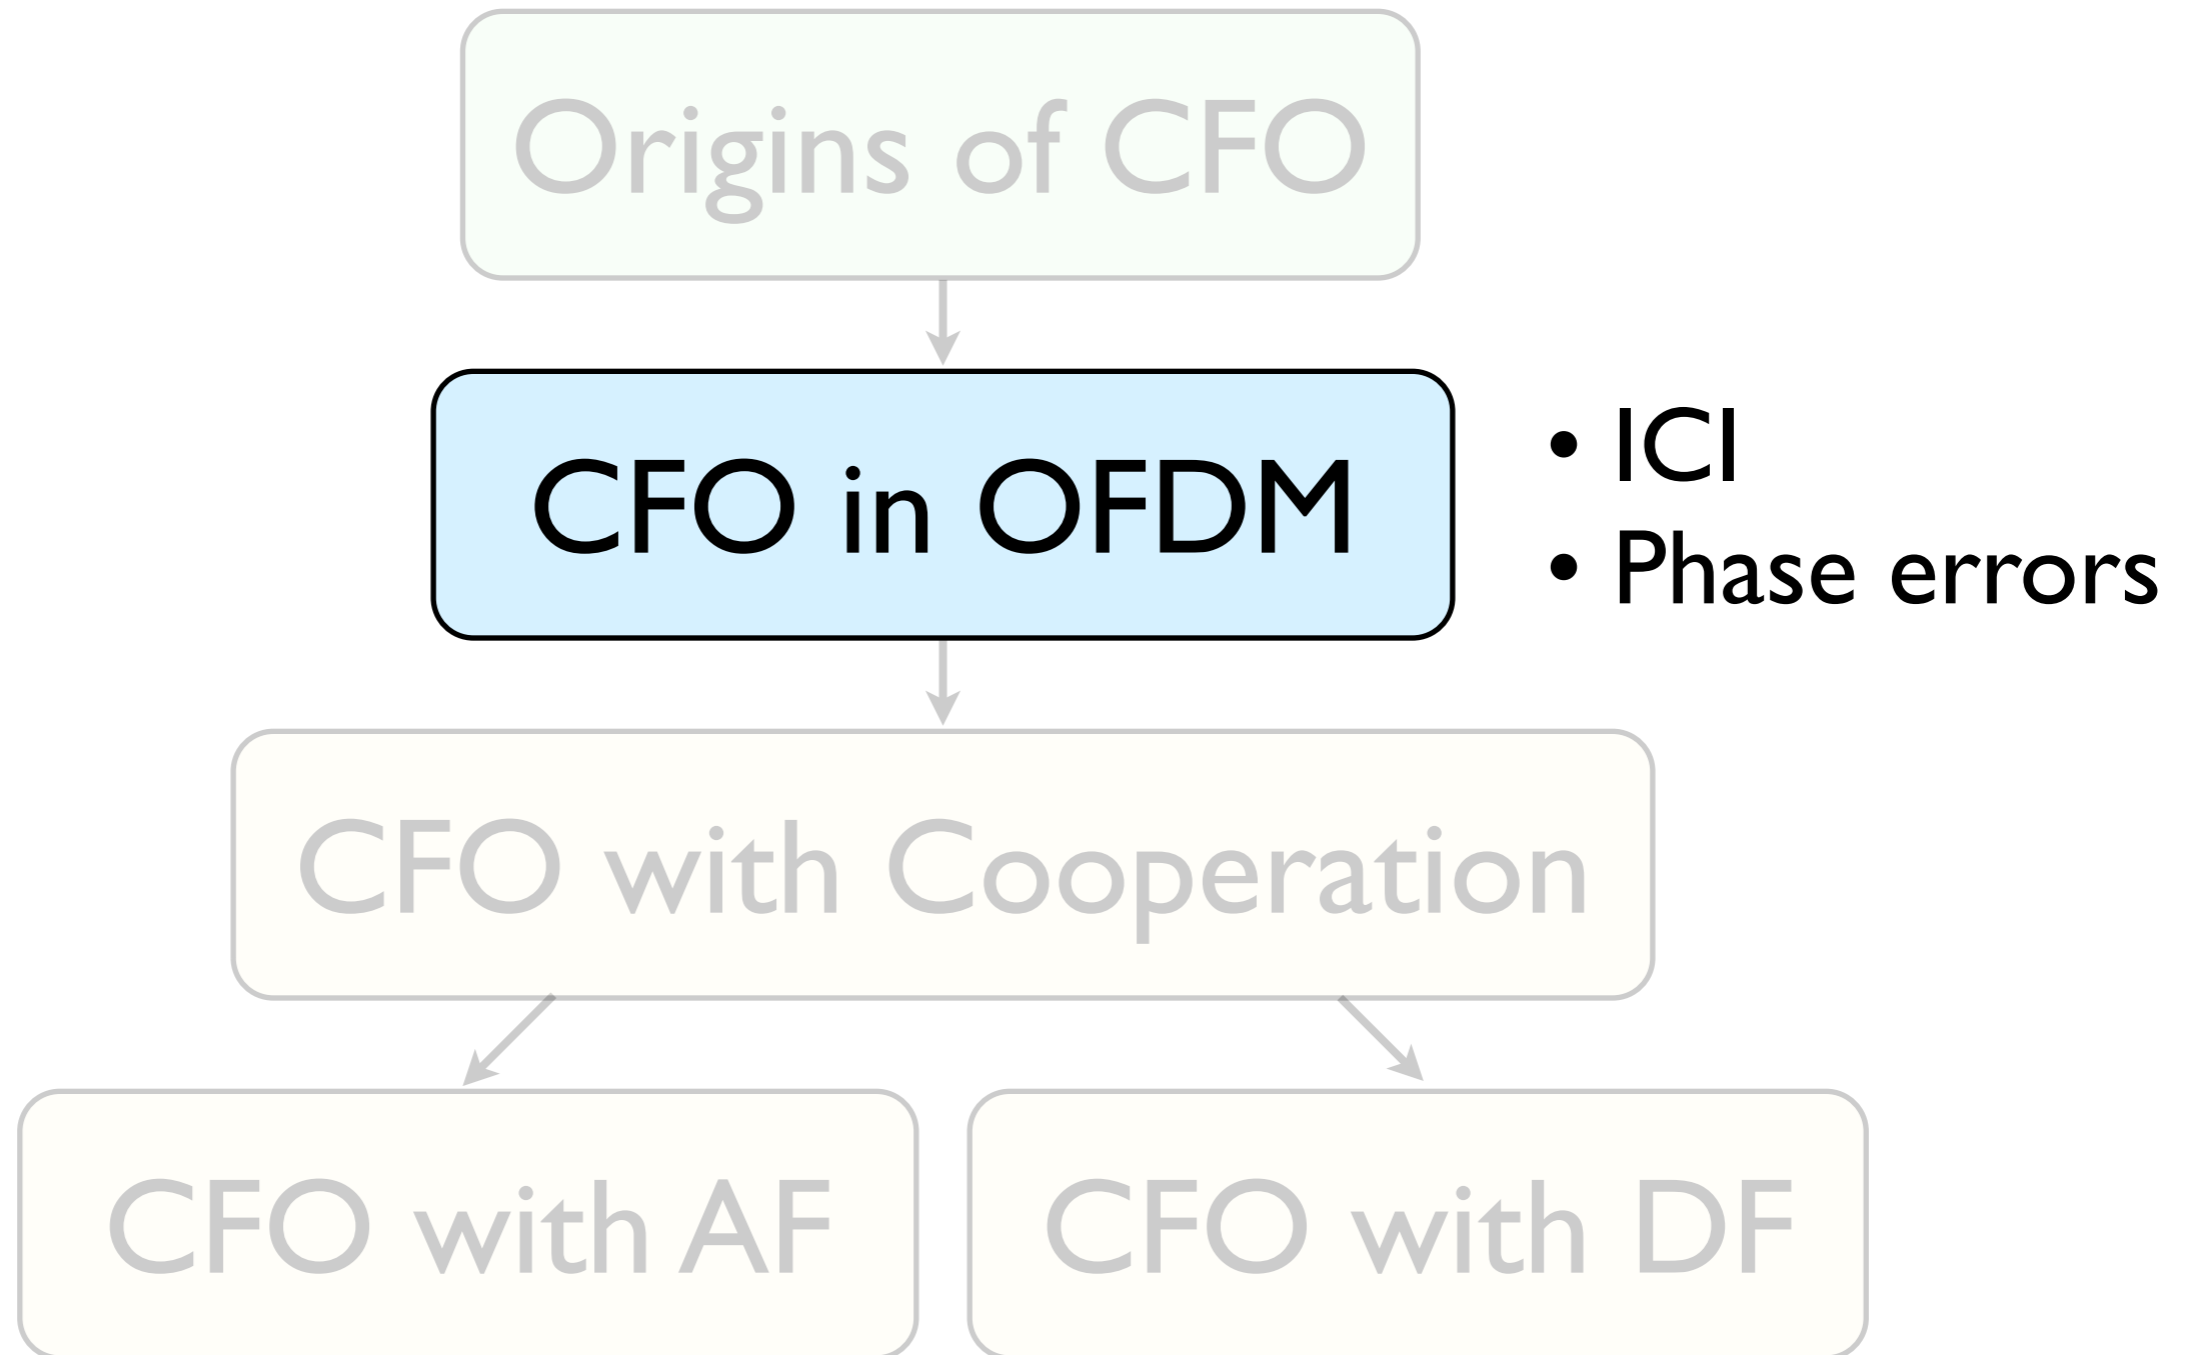 Origins of CFO
CFO in OFDM
• ICI
• Phase errors
CFO with Cooperation
CFO with AF
CFO with DF